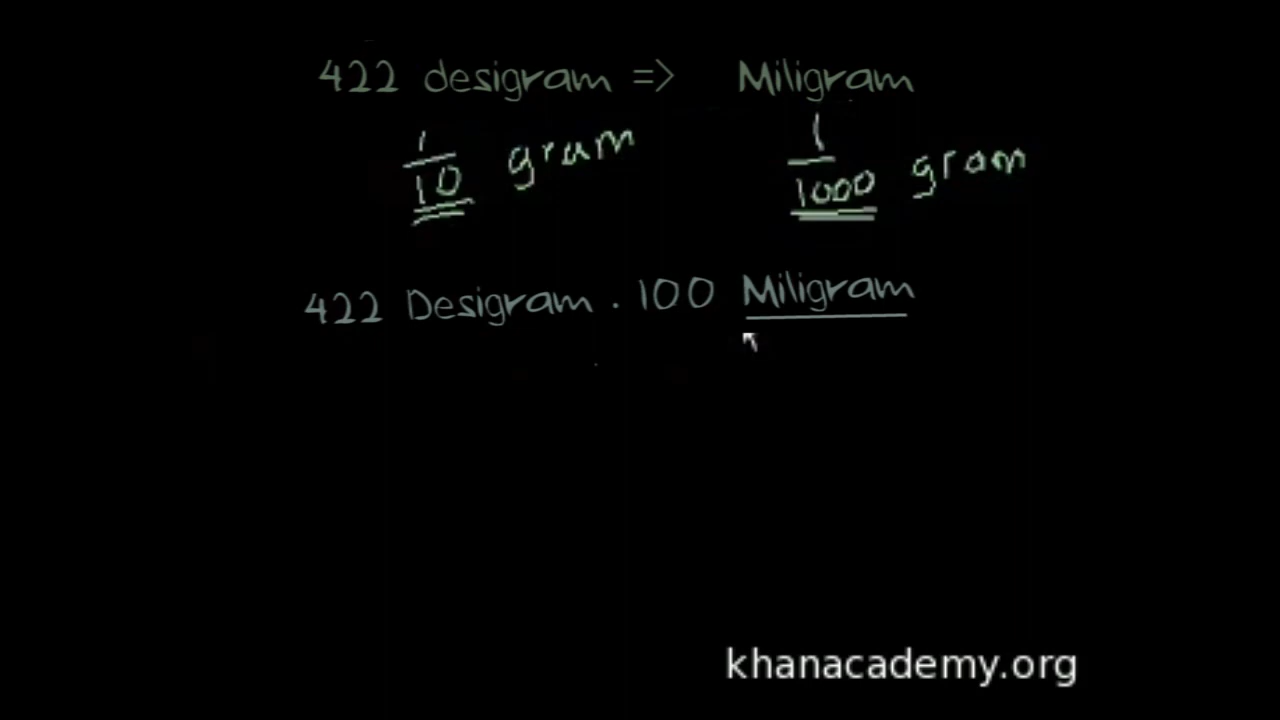 422 desigram => Miligram
1/10 gram 1/1000 gram
422 Desigram . 100 Miligram
khanacademy.org